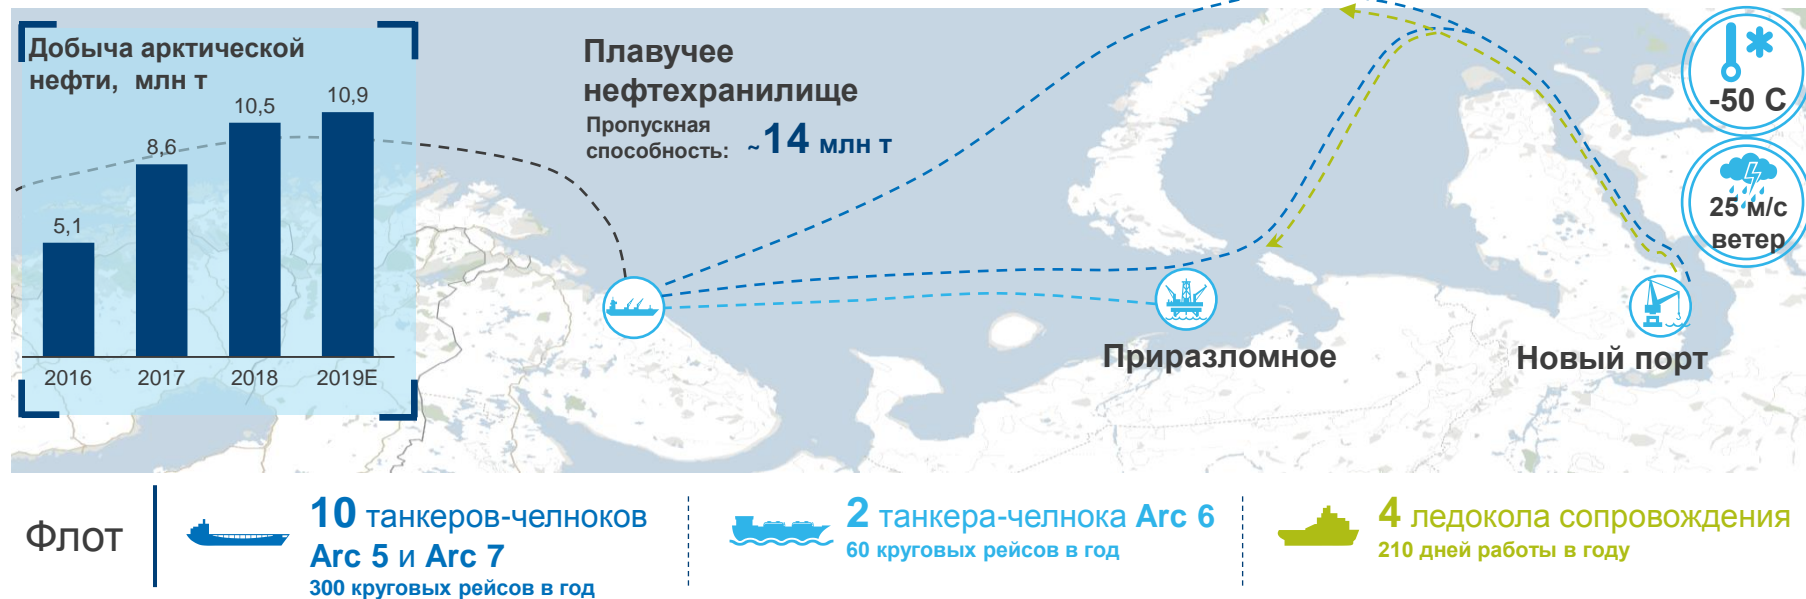 Добыча арктической
нефти, млн т
5,1
8,6
10,5
10,9
2016
2017
2018
2019E
Плавучее
нефтехранилище
Пропускная
способность:
~14 млн т
-50 С
25 м/с
ветер
Приразломное
Новый порт
Флот
10 танкеров-челноков
Arc 5 и Arc 7
300 круговых рейсов в год
2 танкера-челнока Arc 6
60 круговых рейсов в год
4 ледокола сопровождения
210 дней работы в году